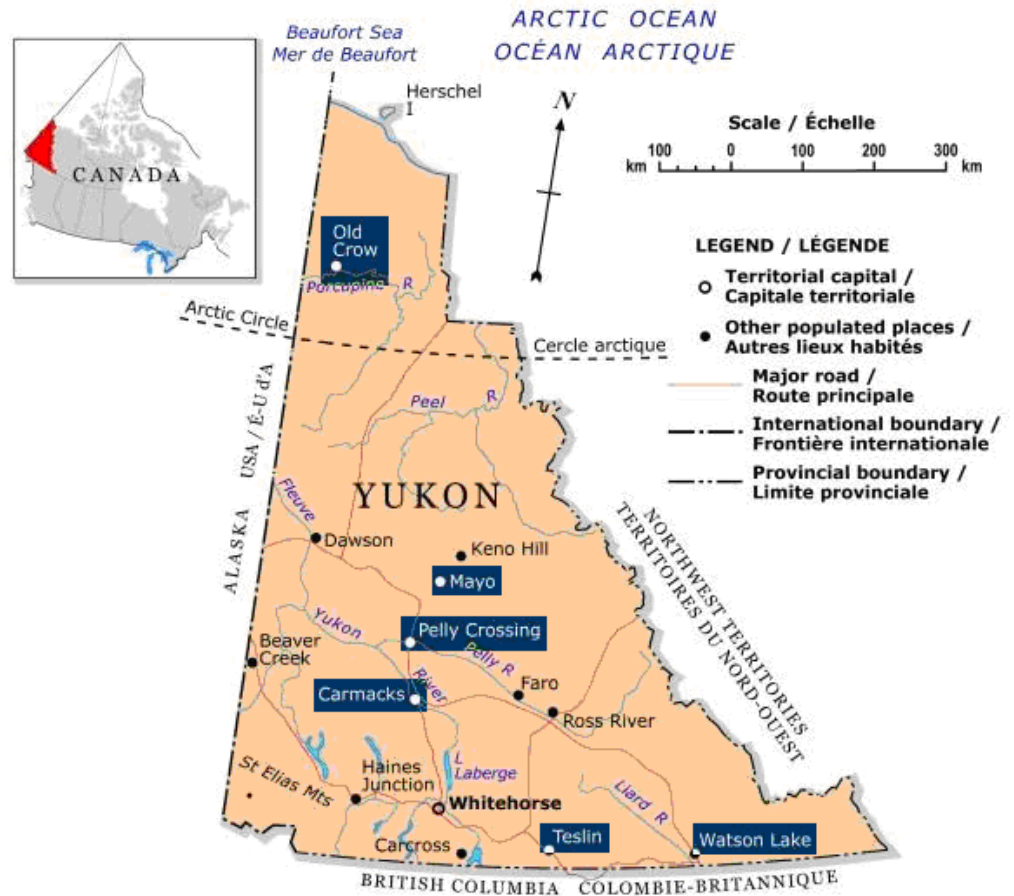 ARCTIC OCEAN
OCÉAN ARCTIQUE
Beaufort Sea
Mer de Beaufort
Herschel
I
N
CANADA
Scale / Échelle
km 100 0 100 200 300 km
LEGEND / LÉGENDE
Territorial capital /
Capitale territoriale
Other populated places /
Autres lieux habités
Major road /
Route principale
International boundary /
Frontière internationale
Provincial boundary /
Limite provinciale
Old
Crow
Porcupine R
Arctic Circle
Cercle arctique
Peel R
ALASKA USA / É-U d'A
YUKON
Fleuve
Dawson
Keno Hill
Mayo
Yukon
River
Pelly Crossing
Pelly R
Beaver
Creek
Carmacks
Faro
Ross River
NORTHWEST TERRITORIES
TERRITOIRES DU NORD-OUEST
L
Laberge
Haines
Junction
St Elias Mts
Whitehorse
Liard R
Carcross
Teslin
Watson Lake
BRITISH COLUMBIA COLOMBIE-BRITANNIQUE